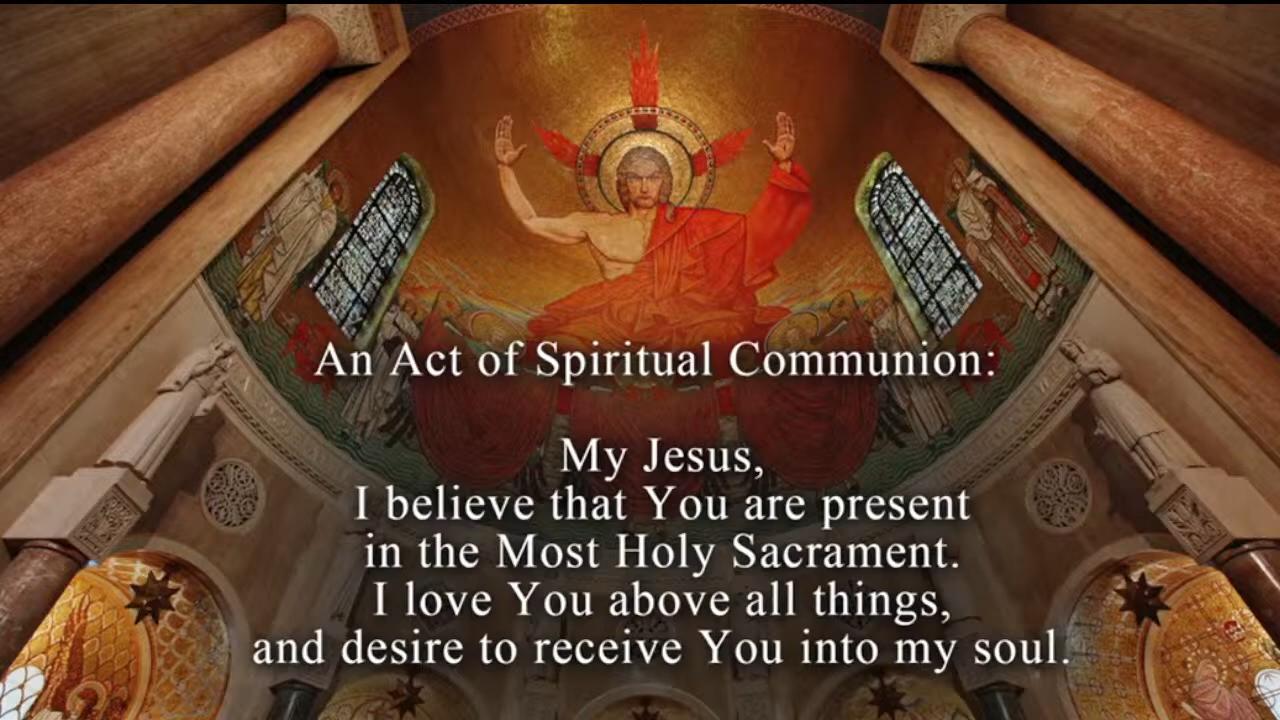 An Act of Spiritual Communion:
My Jesus,
I believe that You are present
in the Most Holy Sacrament.
I love You above all things,
and desire to receive You into my soul.